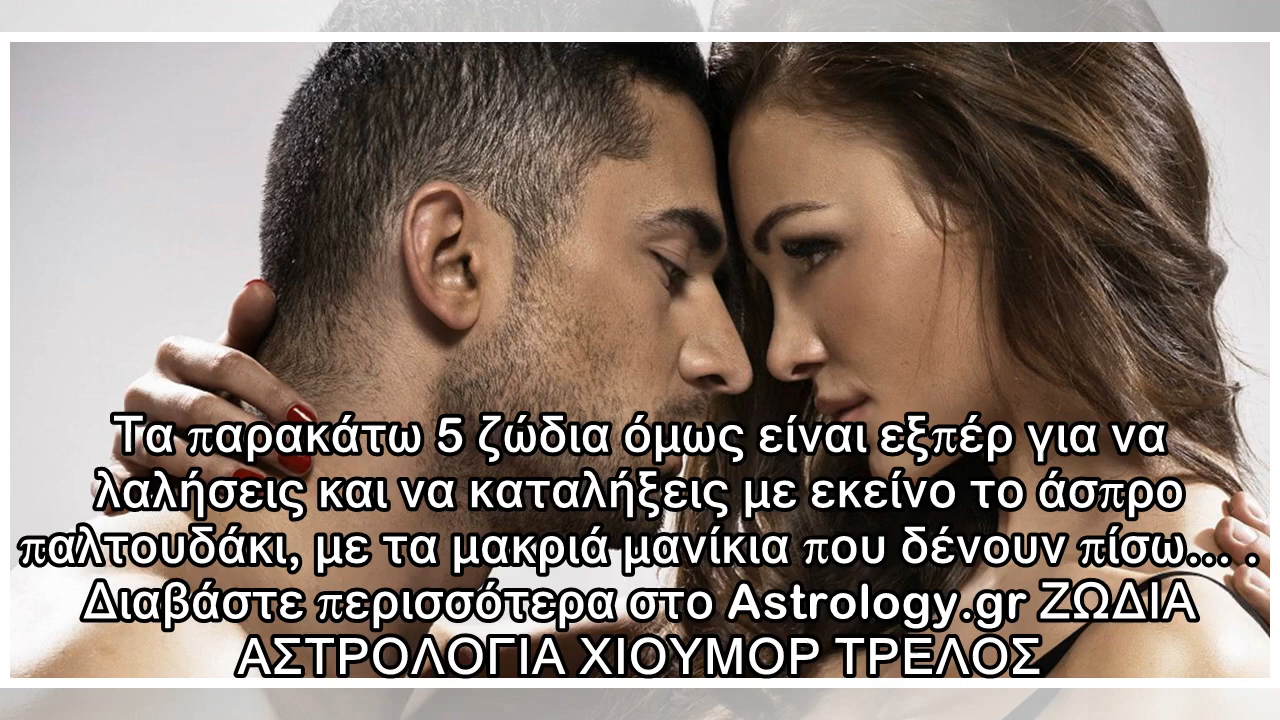 Τα παρακάτω 5 ζώδια όμως είναι εξπέρ για να
λαλήσεις και να καταλήξεις με εκείνο το άσπρο
παλτουδάκι, με τα μακριά μανίκια που δένουν πίσω... .
Διαβάστε περισσότερα στο Astrology.gr ΖΩΔΙΑ
ΑΣΤΡΟΛΟΓΙΑ ΧΙΟΥΜΟΡ ΤΡΕΛΟΣ